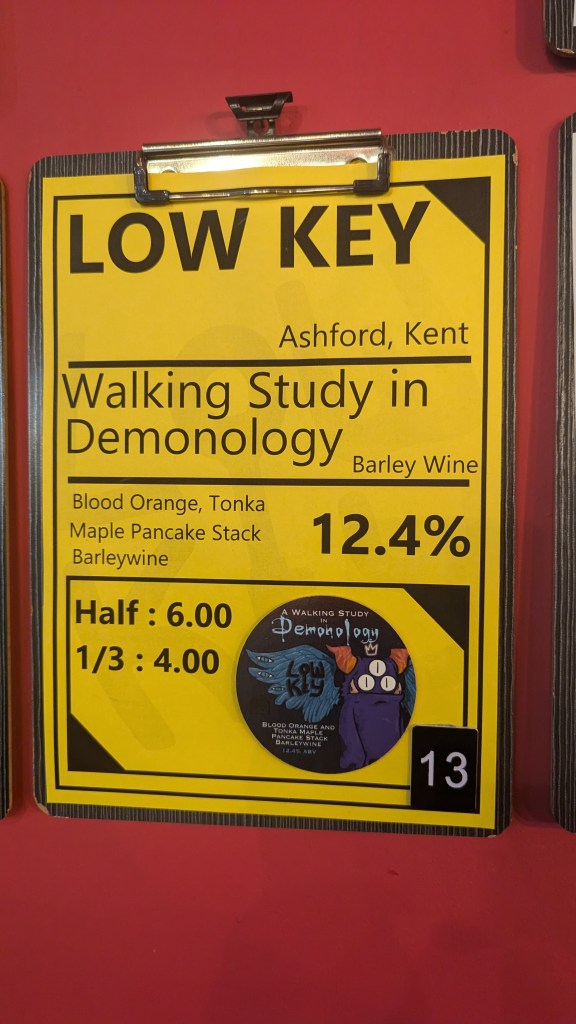 LOW KEY
Ashford, Kent
Walking Study in
Demonology
Barley Wine
Blood Orange, Tonka
Maple Pancake Stack
Barleywine
12.4%
Half : 6.00
1/3 : 4.00
A WALKING STUDY
IN
Demonology
LOW
KEY
BLOOD ORANGE AND
TONKA MAPLE
PANCAKE STACK
BARLEYWINE
12.4% ABV
13